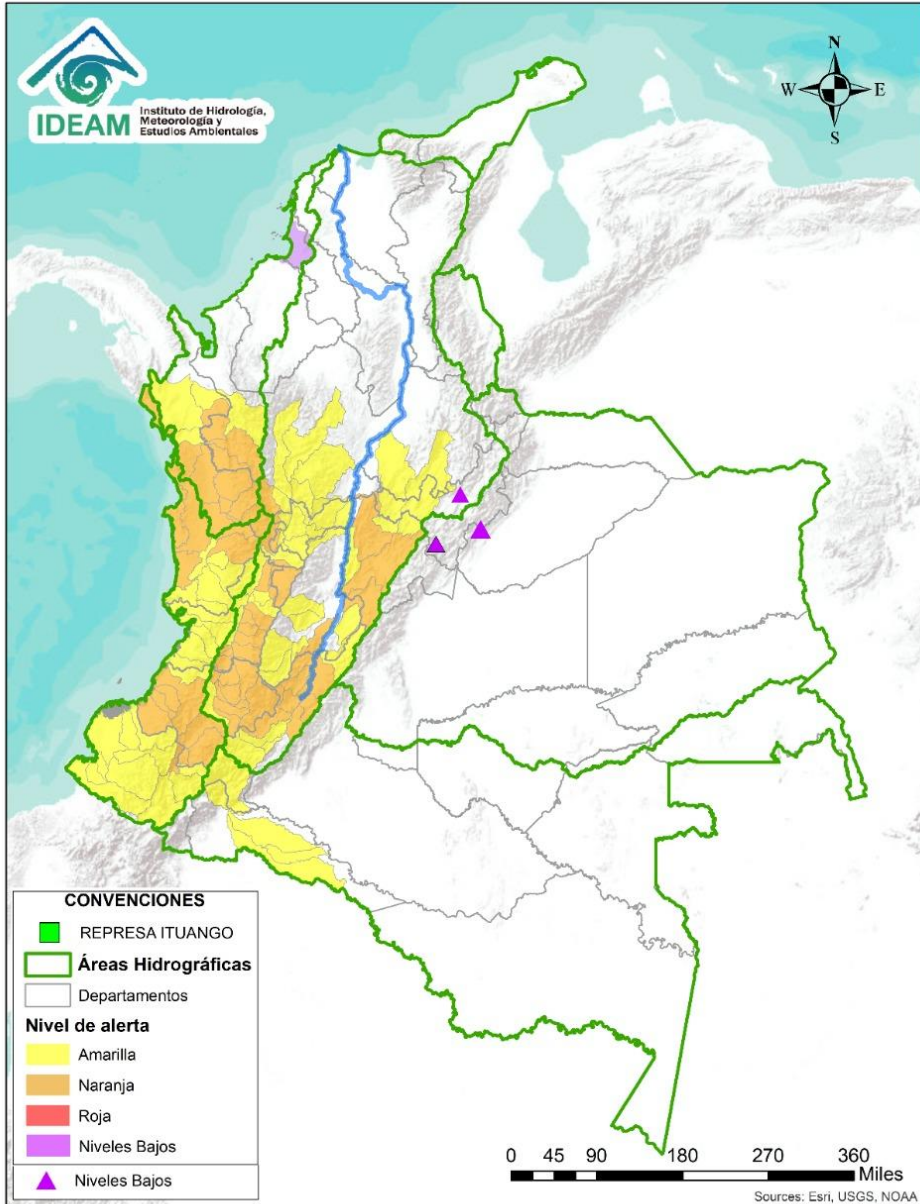 IDEAM
Instituto de Hidrología,
Meteorología y
Estudios Ambientales
N
W
E
S
CONVENCIONES
REPRESA ITUANGO
Áreas Hidrográficas
Departamentos
Nivel de alerta
Amarilla
Naranja
Roja
Niveles Bajos
Niveles Bajos
0 45 90 180 270 360
Miles
Sources: Esri, USGS, NOAA